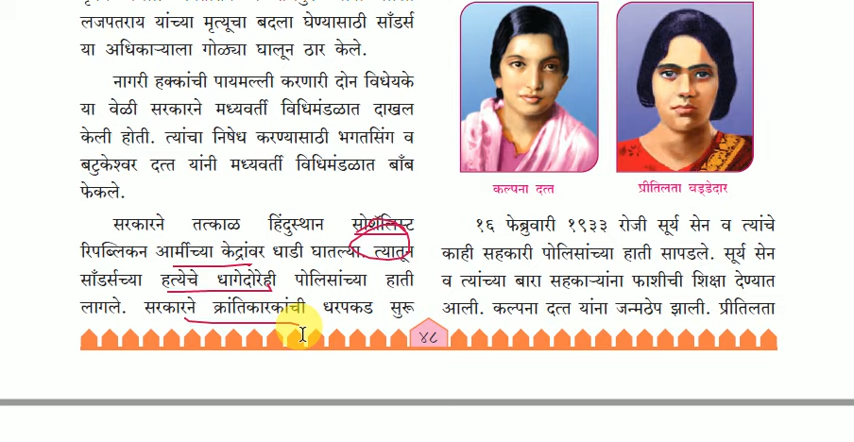 लजपतराय यांच्या मृत्यूचा बदला घेण्यासाठी साँडर्स
या अधिकाऱ्याला गोळ्या घालून ठार केले.
नागरी हक्कांची पायमल्ली करणारी दोन विधेयके
या वेळी सरकारने मध्यवर्ती विधिमंडळात दाखल
केली होती. त्यांचा निषेध करण्यासाठी भगतसिंग व
बटुकेश्वर दत्त यांनी मध्यवर्ती विधिमंडळात बाँब
फेकले.
सरकारने तत्काळ हिंदुस्थान सोशॅलिस्ट
रिपब्लिकन आर्मीच्या केंद्रांवर धाडी घातल्या. त्यातून
साँडर्सच्या हत्येचे धागेदोरेही पोलिसांच्या हाती
लागले. सरकारने क्रांतिकारकांची धरपकड सुरू
कल्पना दत्त
प्रीतिलता वड्डेदार
१६ फेब्रुवारी १९३३ रोजी सूर्य सेन व त्यांचे
काही सहकारी पोलिसांच्या हाती सापडले. सूर्य सेन
व त्यांच्या बारा सहकाऱ्यांना फाशीची शिक्षा देण्यात
आली. कल्पना दत्त यांना जन्मठेप झाली. प्रीतिलता
४८